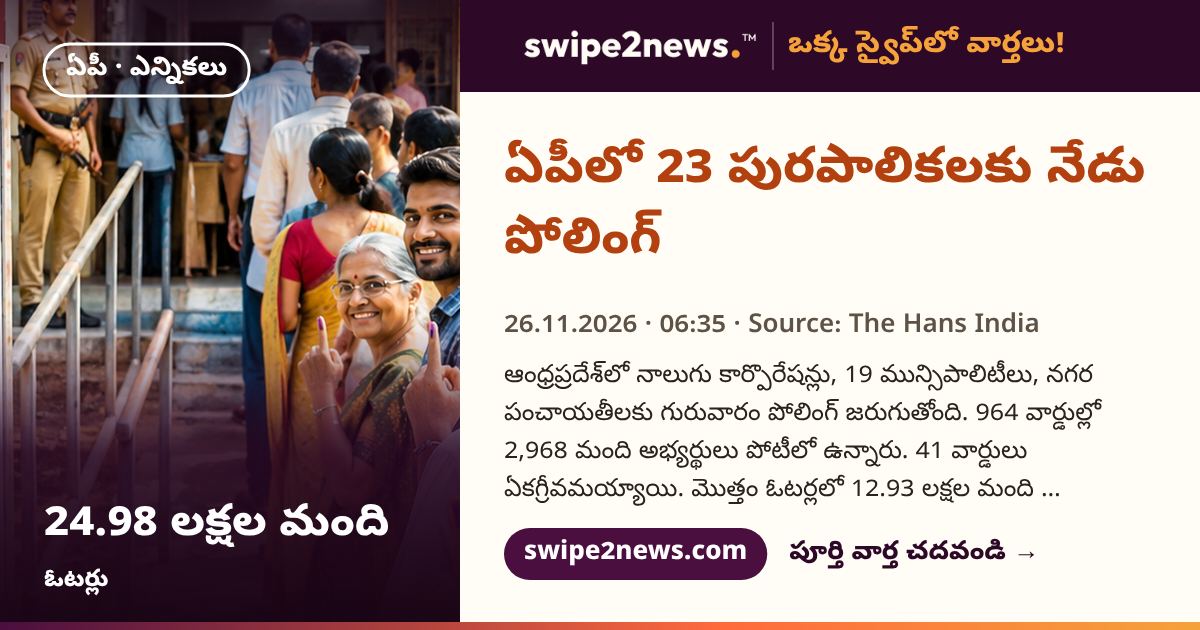 ఏపీ · ఎన్నికలు
24.98 లక్షల మంది
ఓటర్లు
swipe2news.™
ఒక్క స్వైప్‌లో వార్తలు!
ఏపీలో 23 పురపాలికలకు నేడు
పోలింగ్
26.11.2026 · 06:35 · Source: The Hans India
ఆంధ్రప్రదేశ్‌లో నాలుగు కార్పొరేషన్లు, 19 మున్సిపాలిటీలు, నగర
పంచాయతీలకు గురువారం పోలింగ్ జరుగుతోంది. 964 వార్డుల్లో
2,968 మంది అభ్యర్థులు పోటీలో ఉన్నారు. 41 వార్డులు
ఏకగ్రీవమయ్యాయి. మొత్తం ఓటర్లలో 12.93 లక్షల మంది ...
swipe2news.com
పూర్తి వార్త చదవండి →